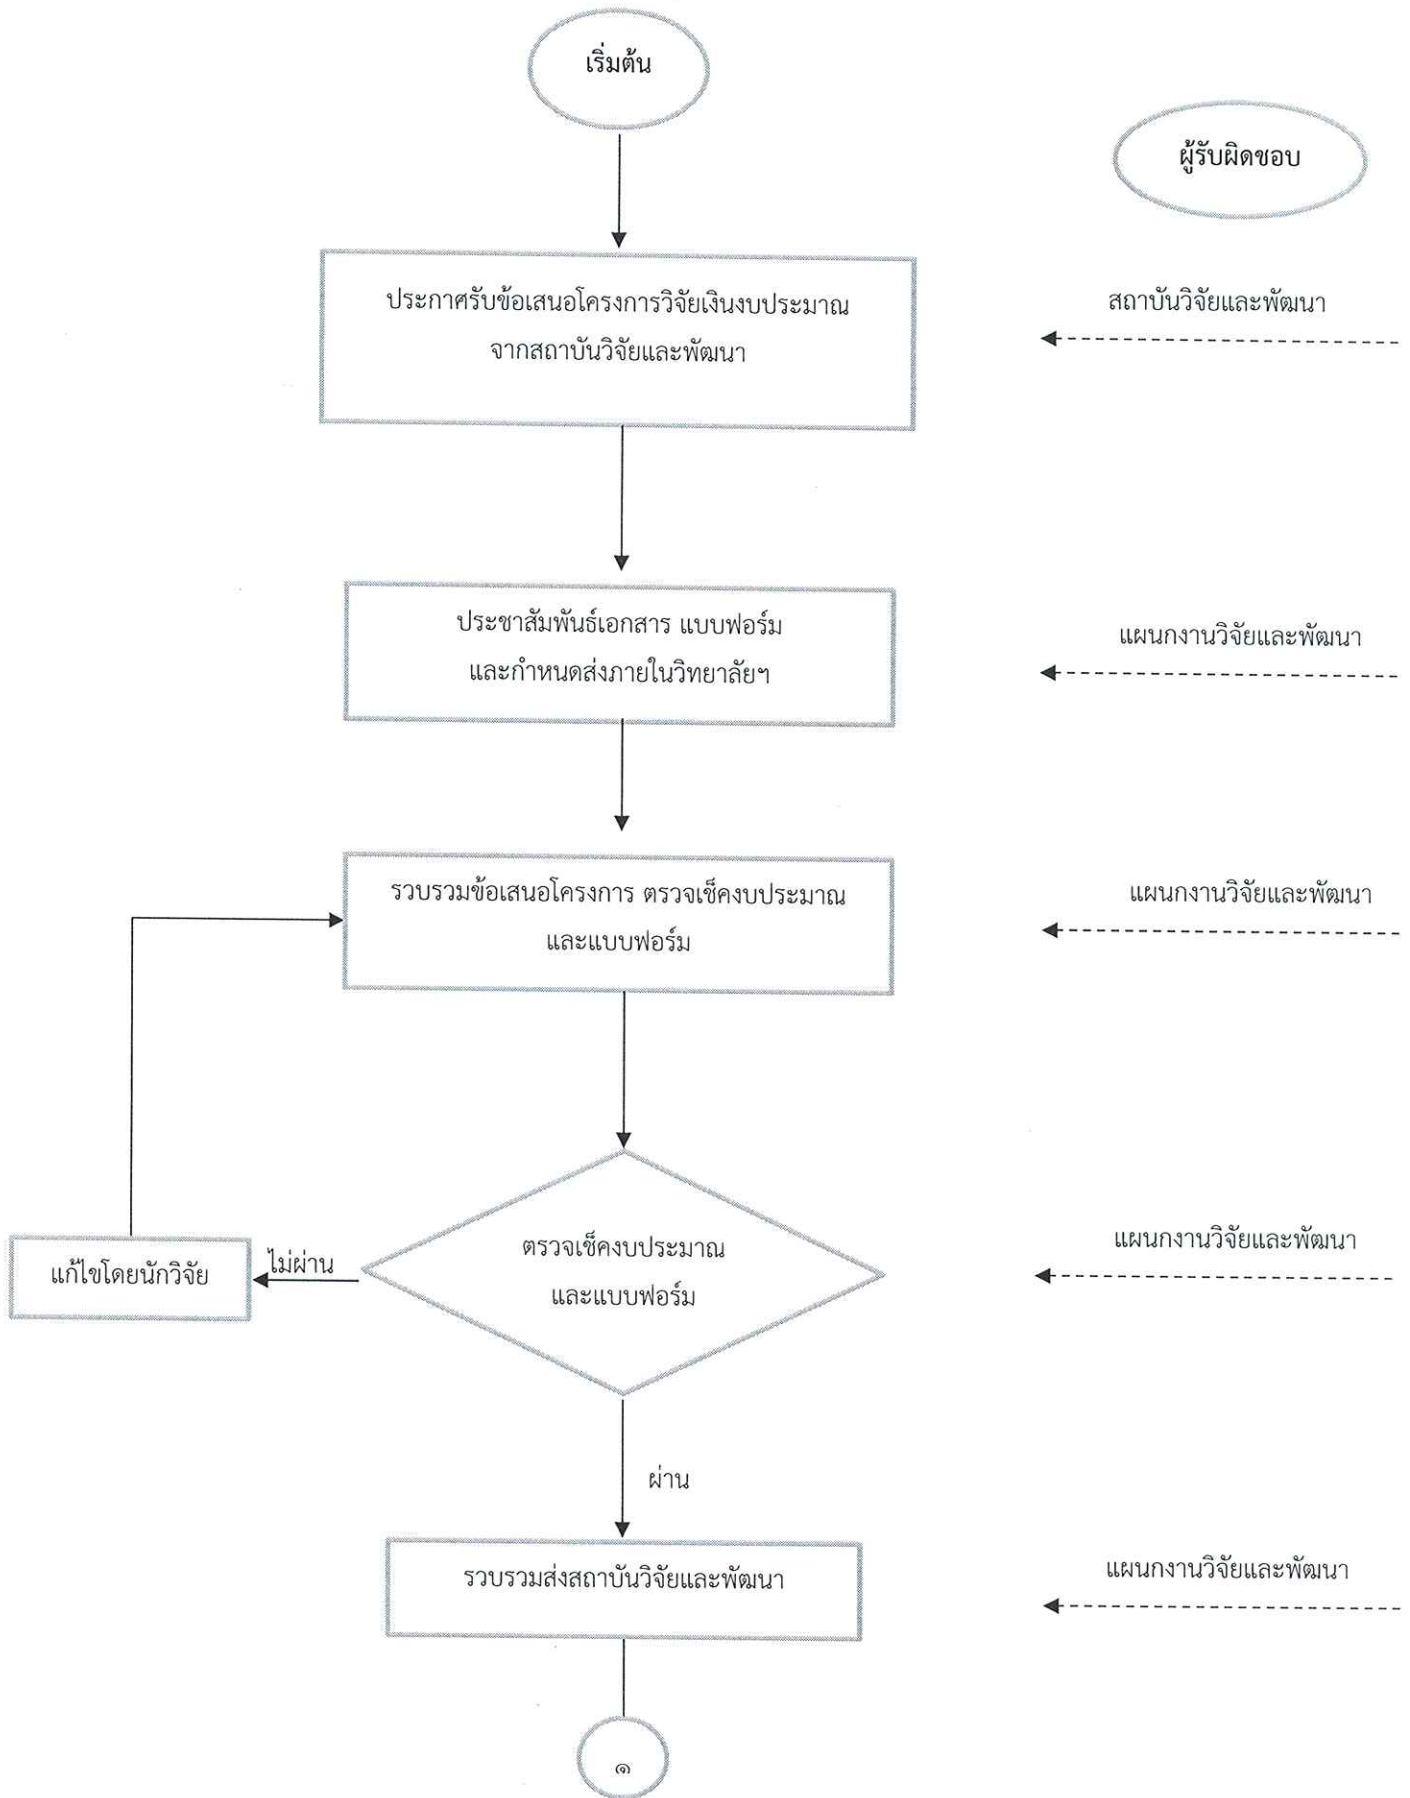 เริ่มต้น
ผู้รับผิดชอบ
ประกาศรับข้อเสนอโครงการวิจัยเงินงบประมาณ
จากสถาบันวิจัยและพัฒนา
สถาบันวิจัยและพัฒนา
ประชาสัมพันธ์เอกสาร แบบฟอร์ม
และกำหนดส่งภายในวิทยาลัยฯ
แผนกงานวิจัยและพัฒนา
รวบรวมข้อเสนอโครงการ ตรวจเช็คงบประมาณ
และแบบฟอร์ม
แผนกงานวิจัยและพัฒนา
ตรวจเช็คงบประมาณ
และแบบฟอร์ม
ไม่ผ่าน
แก้ไขโดยนักวิจัย
แผนกงานวิจัยและพัฒนา
ผ่าน
รวบรวมส่งสถาบันวิจัยและพัฒนา
แผนกงานวิจัยและพัฒนา
๑